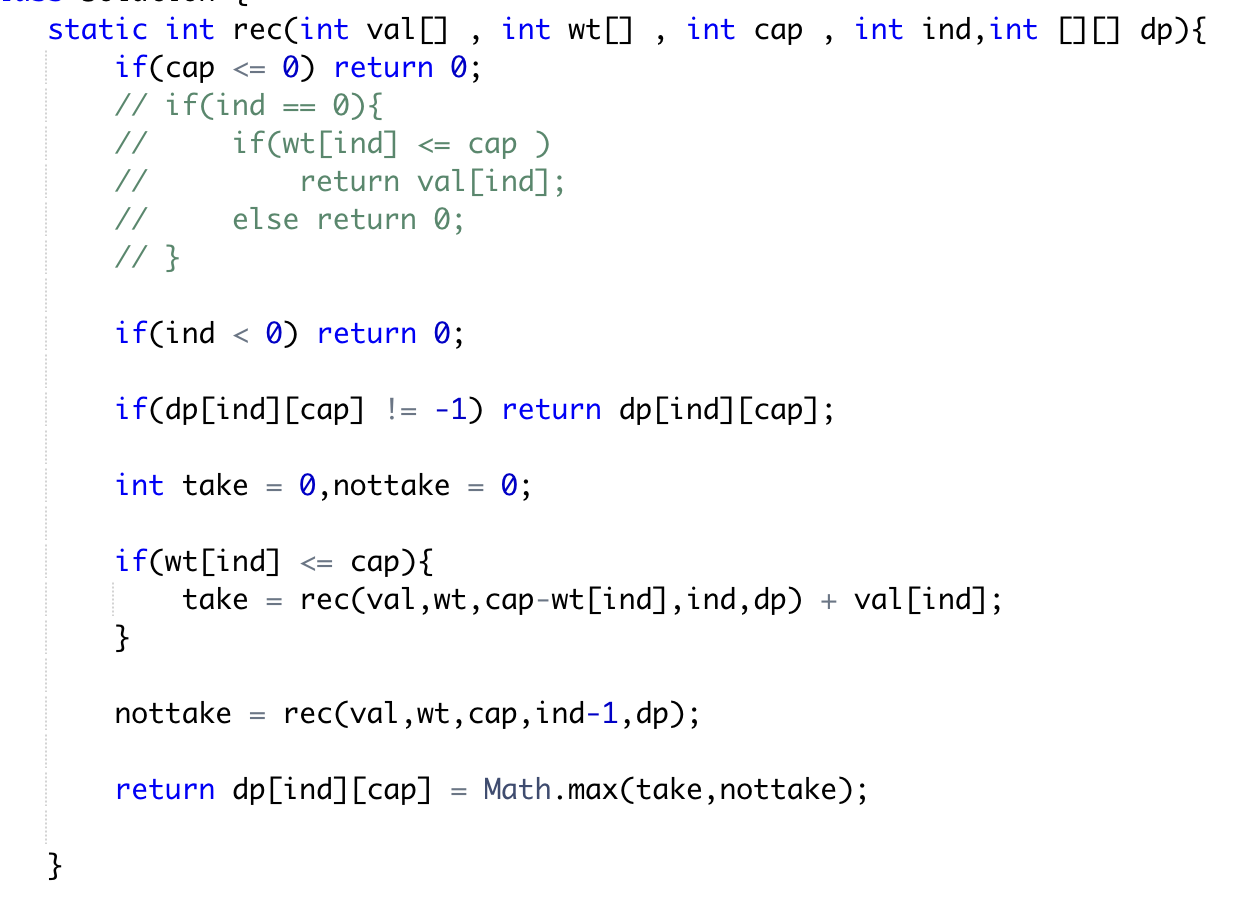 static int rec(int val[] , int wt[] , int cap , int ind,int [][] dp){
if(cap <= 0) return 0;
// if(ind == 0){
//     if(wt[ind] <= cap )
//         return val[ind];
//     else return 0;
// }
if(ind < 0) return 0;
if(dp[ind][cap] != -1) return dp[ind][cap];
int take = 0,nottake = 0;
if(wt[ind] <= cap){
take = rec(val,wt,cap-wt[ind],ind,dp) + val[ind];
}
nottake = rec(val,wt,cap,ind-1,dp);
return dp[ind][cap] = Math.max(take,nottake);
}